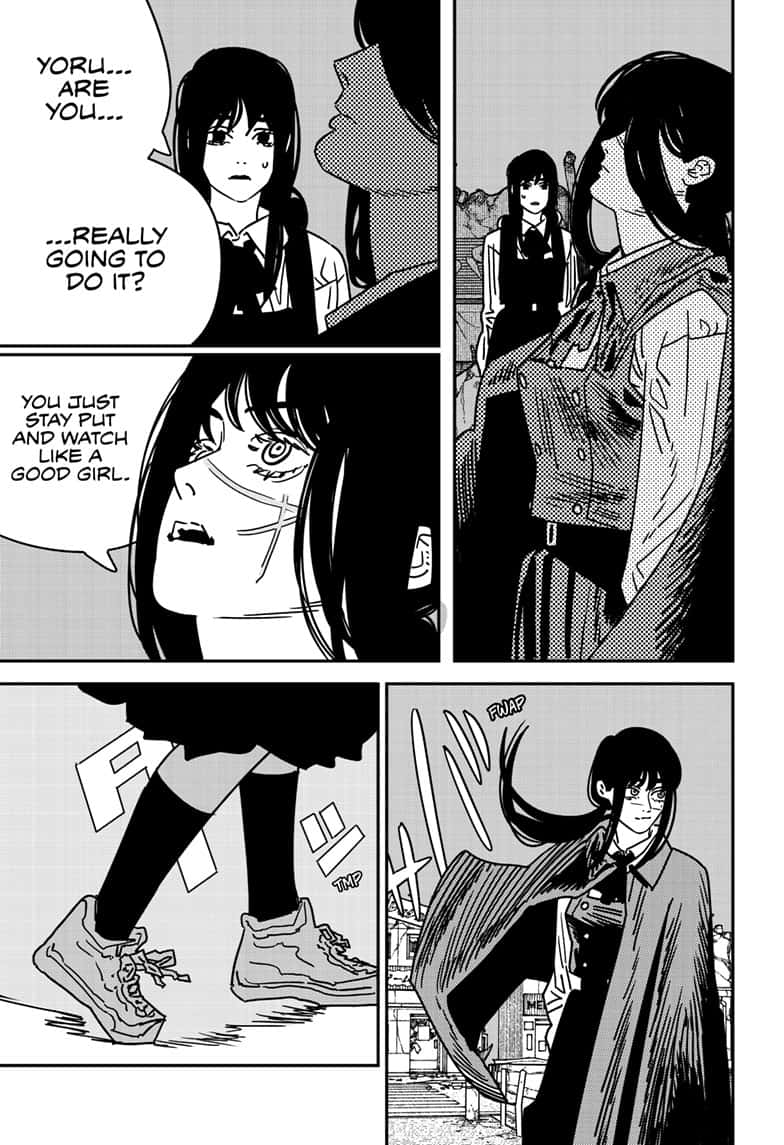 YORU...
ARE
YOU...
...REALLY
GOING TO
DO IT?
YOU JUST
STAY PUT
AND WATCH
LIKE A
GOOD GIRL.
FWAP
TMP
ME